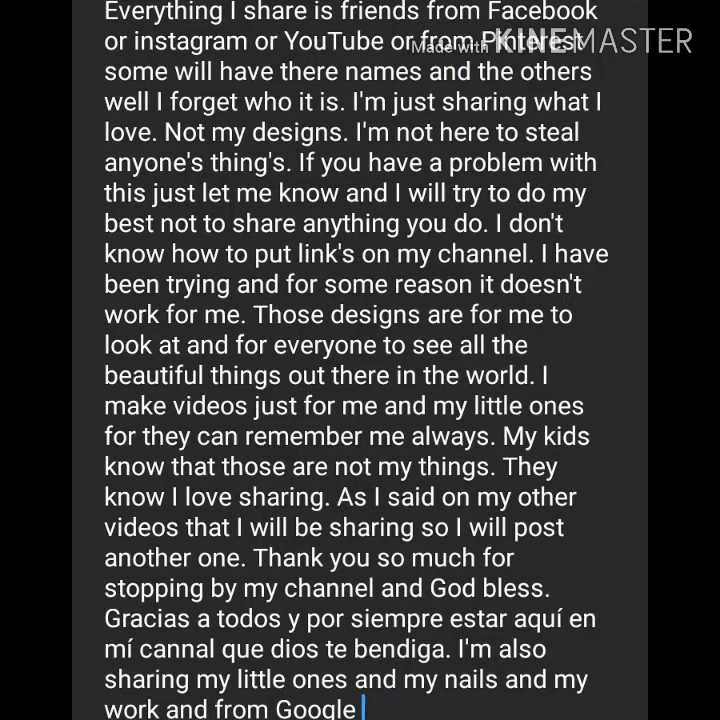 Everything I share is friends from Facebook
or instagram or YouTube or from Pinterest
Made with KINEMASTER
some will have there names and the others
well I forget who it is. I'm just sharing what I
love. Not my designs. I'm not here to steal
anyone's thing's. If you have a problem with
this just let me know and I will try to do my
best not to share anything you do. I don't
know how to put link's on my channel. I have
been trying and for some reason it doesn't
work for me. Those designs are for me to
look at and for everyone to see all the
beautiful things out there in the world. I
make videos just for me and my little ones
for they can remember me always. My kids
know that those are not my things. They
know I love sharing. As I said on my other
videos that I will be sharing so I will post
another one. Thank you so much for
stopping by my channel and God bless.
Gracias a todos y por siempre estar aquí en
mí cannal que dios te bendiga. I'm also
sharing my little ones and my nails and my
work and from Google